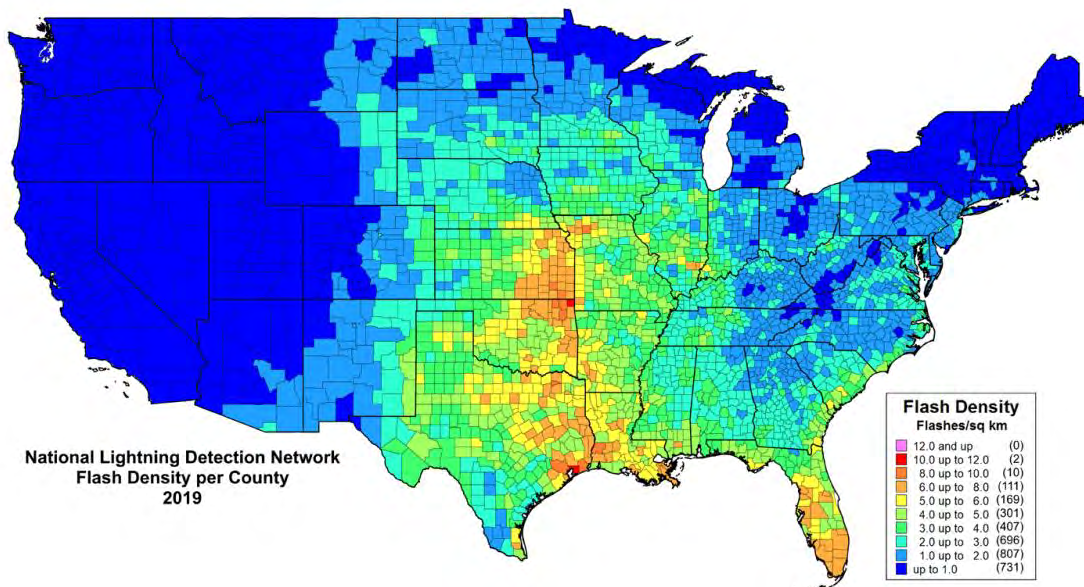 National Lightning Detection Network
Flash Density per County
2019
Flash Density
Flashes/sq km
12.0 and up (0)
10.0 up to 12.0 (2)
8.0 up to 10.0 (10)
6.0 up to 8.0 (111)
5.0 up to 6.0 (169)
4.0 up to 5.0 (301)
3.0 up to 4.0 (407)
2.0 up to 3.0 (696)
1.0 up to 2.0 (807)
up to 1.0 (731)